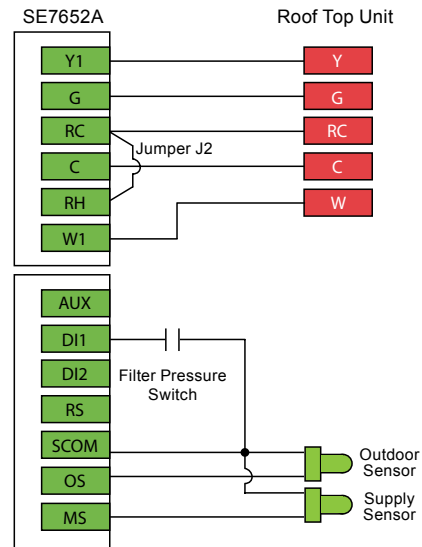 SE7652A
Roof Top Unit
Y1
Y
G
G
RC
RC
Jumper J2
C
C
RH
W
W1
AUX
DI1
DI2
Filter Pressure
Switch
RS
SCOM
Outdoor
Sensor
OS
Supply
Sensor
MS